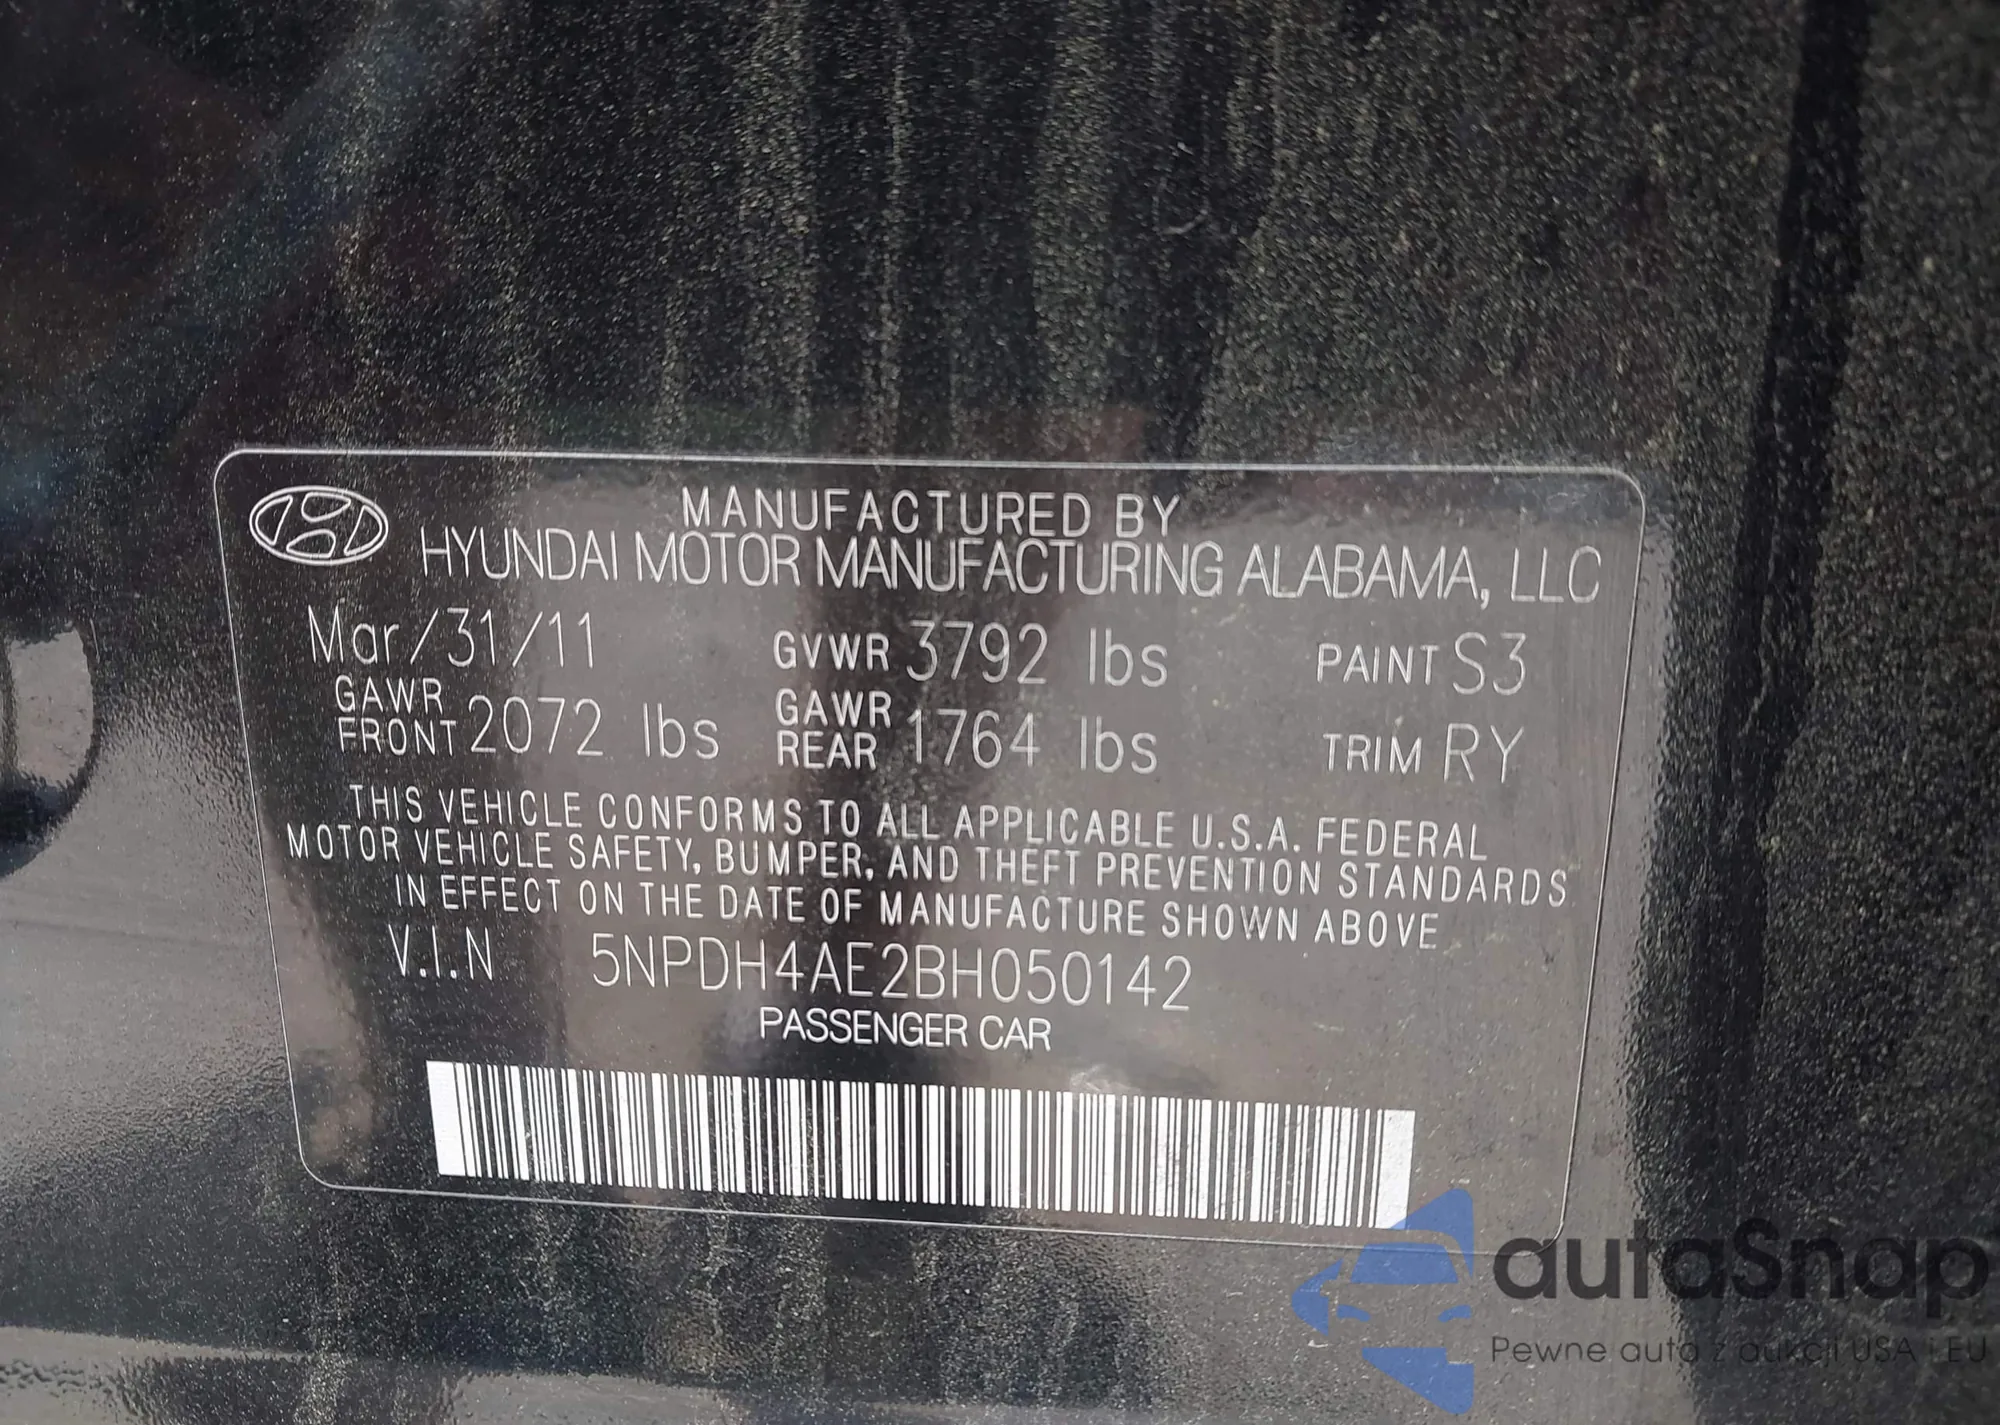 MANUFACTURED BY
HYUNDAI MOTOR MANUFACTURING ALABAMA, LLC
Mar/31/11 GVWR 3792 lbs PAINT S3
GAWR FRONT 2072 lbs GAWR REAR 1764 lbs TRIM RY
THIS VEHICLE CONFORMS TO ALL APPLICABLE U.S.A. FEDERAL
MOTOR VEHICLE SAFETY, BUMPER, AND THEFT PREVENTION STANDARDS
IN EFFECT ON THE DATE OF MANUFACTURE SHOWN ABOVE
V.I.N 5NPDH4AE2BH050142
PASSENGER CAR
autaSnap
Pewne auta z aukcji USA i EU